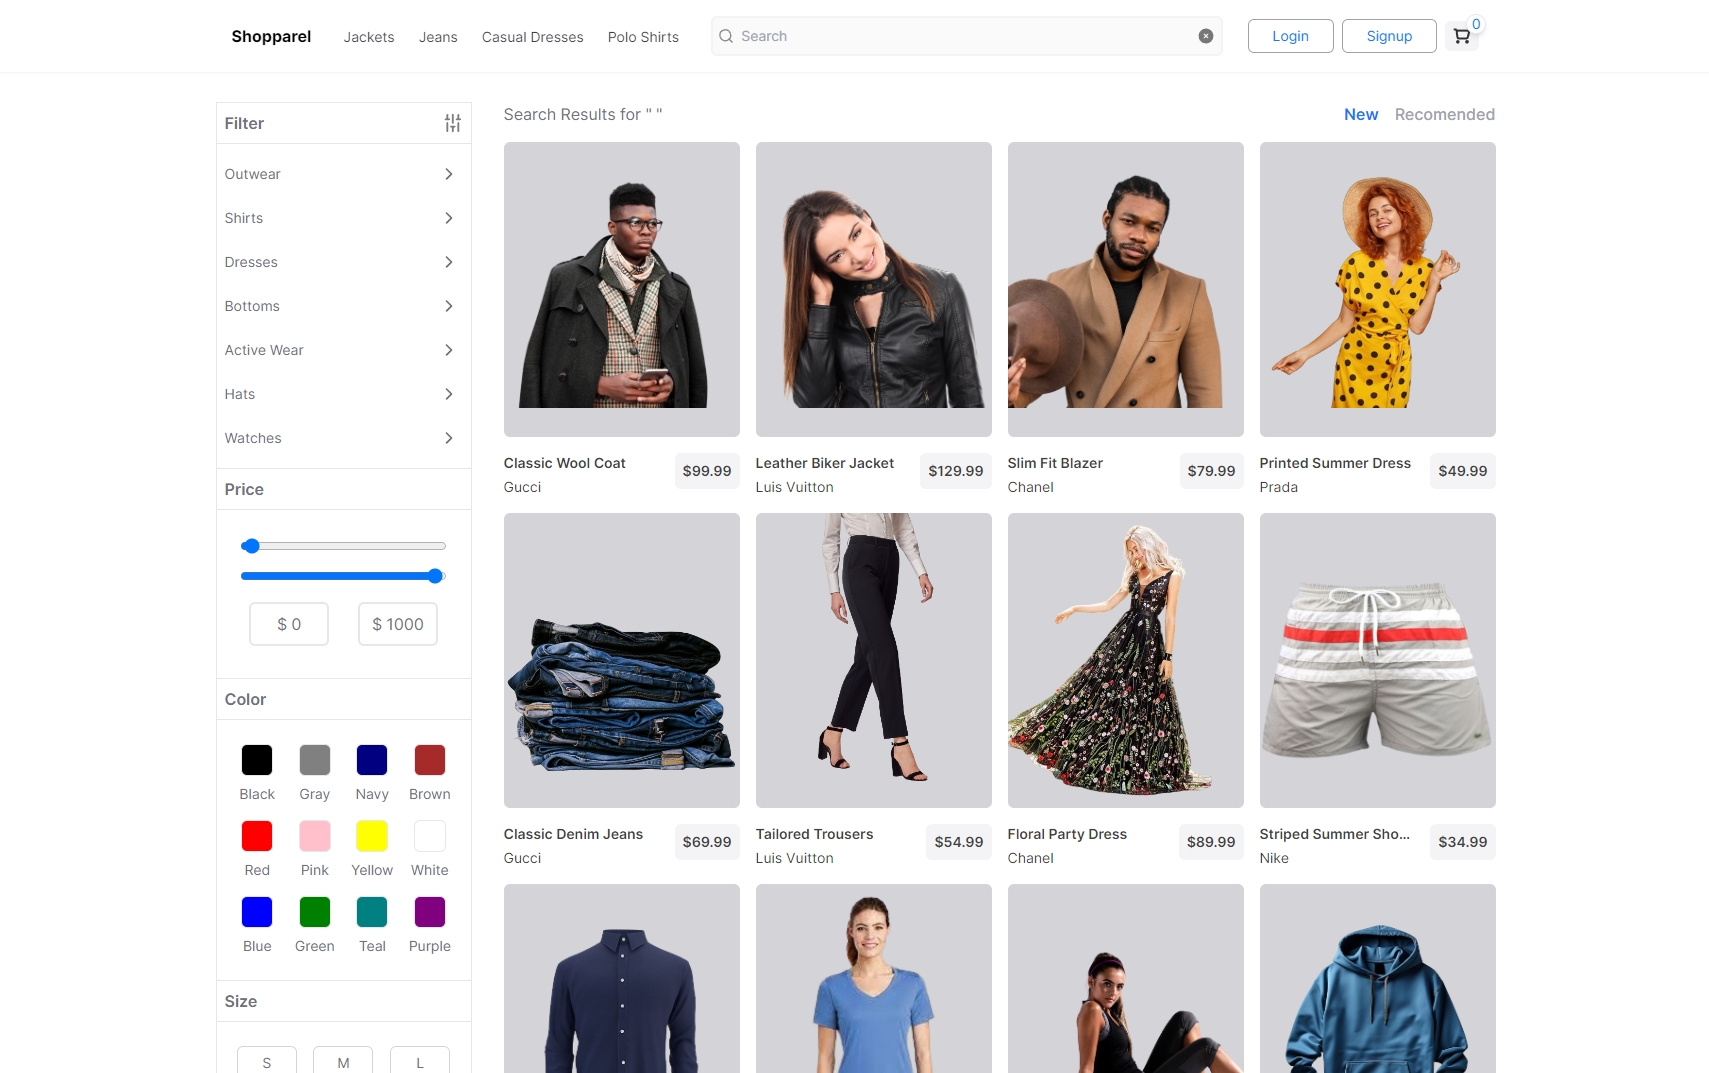 Shopparel
Jackets
Jeans
Casual Dresses
Polo Shirts
Search
Login
Signup
0
Filter
Outwear
Shirts
Dresses
Bottoms
Active Wear
Hats
Watches
Price
$ 0
$ 1000
Color
Black
Gray
Navy
Brown
Red
Pink
Yellow
White
Blue
Green
Teal
Purple
Size
S
M
L
Search Results for " "
New
Recomended
Classic Wool Coat
Gucci
$99.99
Leather Biker Jacket
Luis Vuitton
$129.99
Slim Fit Blazer
Chanel
$79.99
Printed Summer Dress
Prada
$49.99
Classic Denim Jeans
Gucci
$69.99
Tailored Trousers
Luis Vuitton
$54.99
Floral Party Dress
Chanel
$89.99
Striped Summer Sho...
Nike
$34.99